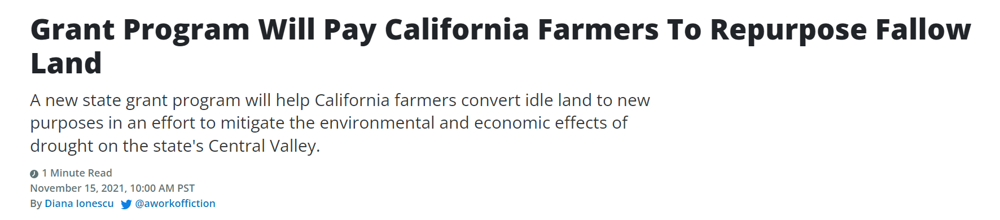 Grant Program Will Pay California Farmers To Repurpose Fallow
Land
A new state grant program will help California farmers convert idle land to new
purposes in an effort to mitigate the environmental and economic effects of
drought on the state's Central Valley.
1 Minute Read
November 15, 2021, 10:00 AM PST
By Diana Ionescu @aworkoffiction